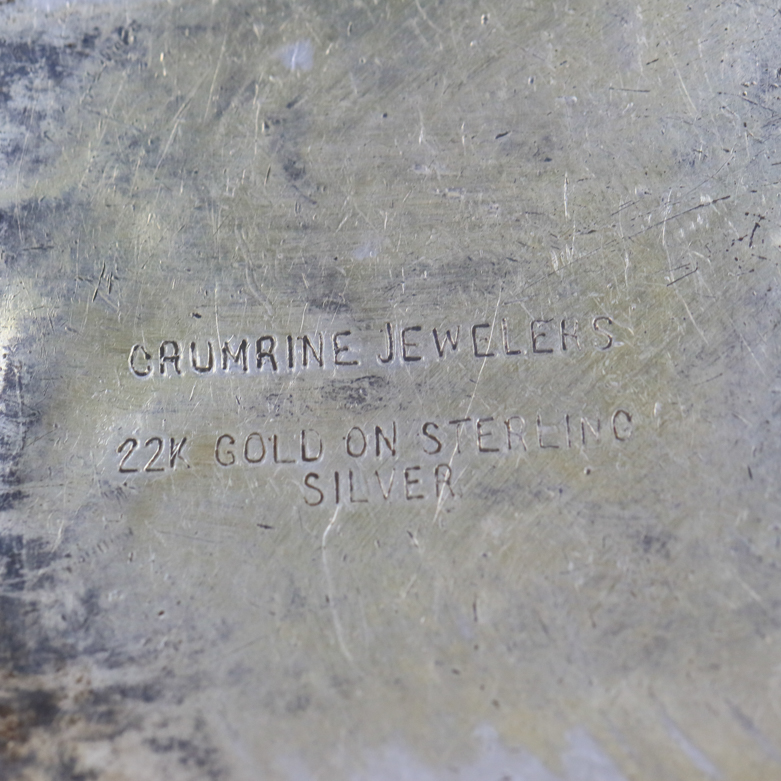 CRUMRINE JEWELERS
22K GOLD ON STERLING
SILVER